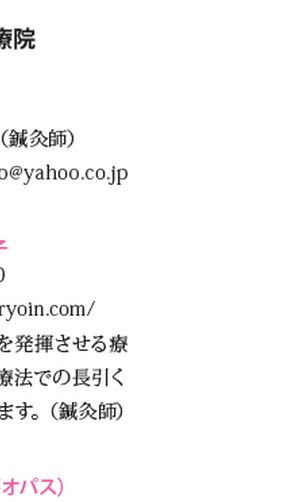 療院
(鍼灸師)
o@yahoo.co.jp
0
ryoin.com/
を発揮させる療
療法での長引く
ます。(鍼灸師)
オパス)